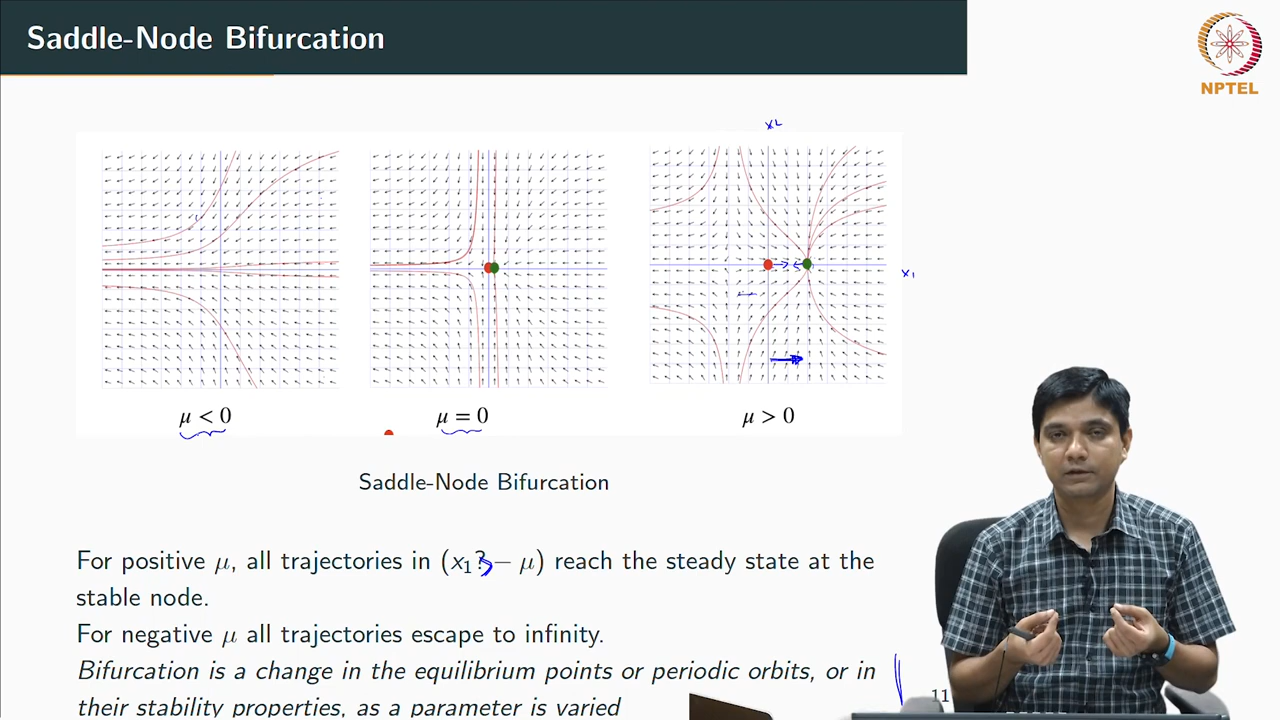 Saddle-Node Bifurcation
NPTEL
x2
x1
μ < 0
μ = 0
μ > 0
Saddle-Node Bifurcation
For positive μ, all trajectories in (x₁? − μ) reach the steady state at the
stable node.
For negative μ all trajectories escape to infinity.
Bifurcation is a change in the equilibrium points or periodic orbits, or in
their stability properties, as a parameter is varied
11